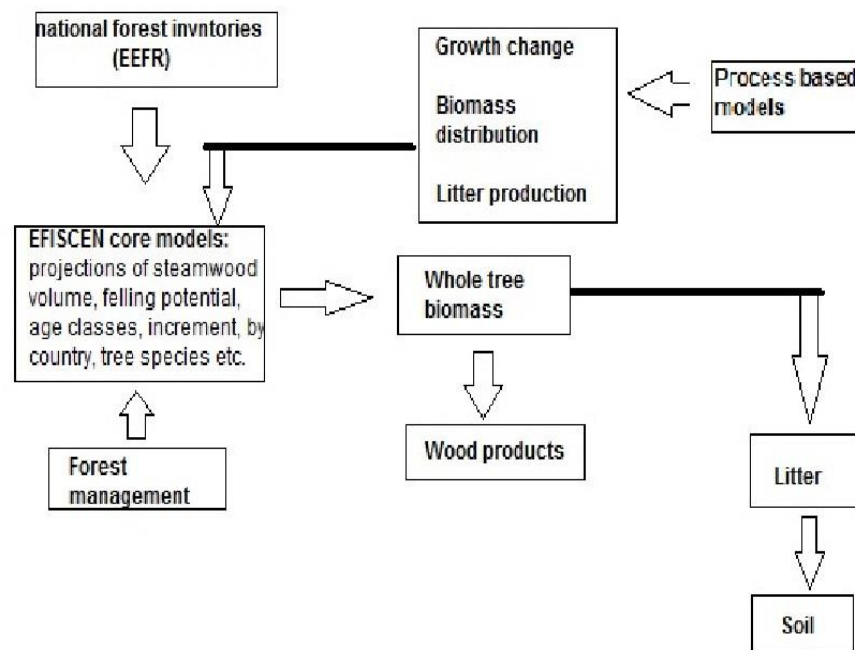 national forest invntories
(EEFR)
Growth change
Biomass
distribution
Litter production
Process based
models
EFISCEN core models:
projections of steamwood
volume, felling potential,
age classes, increment, by
country, tree species etc.
Whole tree
biomass
Forest
management
Wood products
Litter
Soil